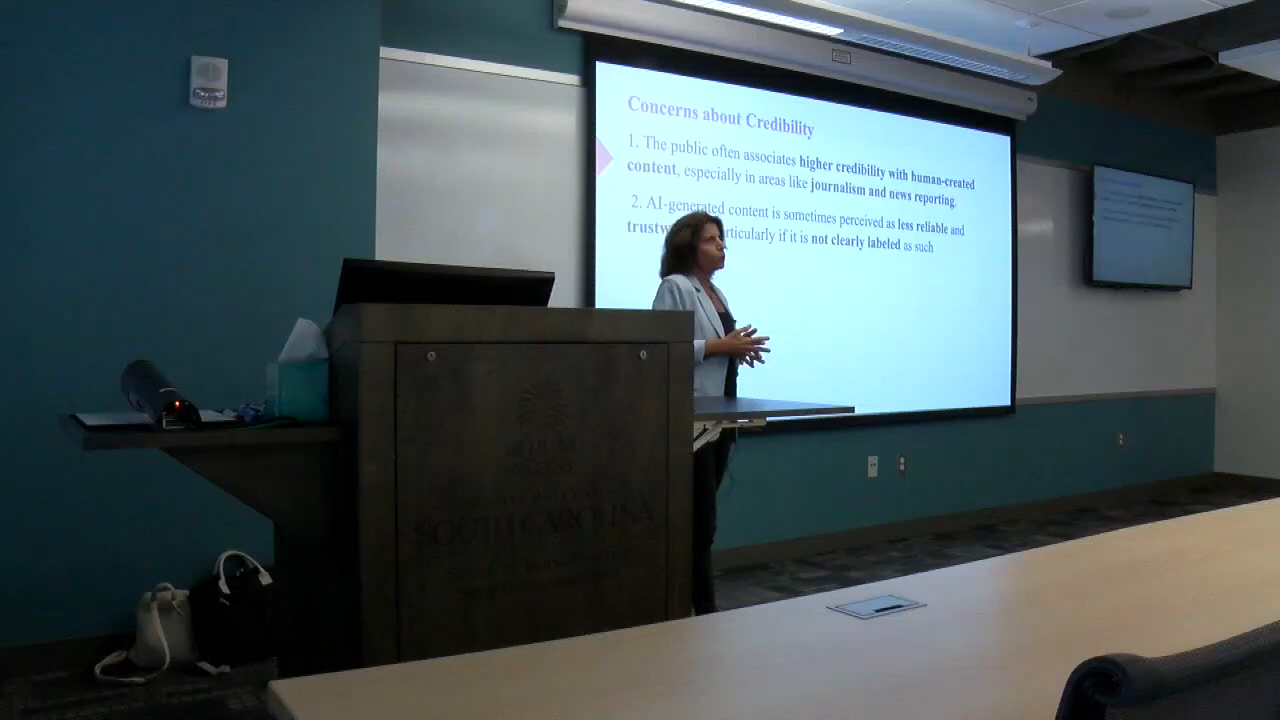 Concerns about Credibility
1. The public often associates higher credibility with human-created
content, especially in areas like journalism and news reporting.
2. AI-generated content is sometimes perceived as less reliable and
if it is not clearly labeled as such
SOUTH CAROLINA